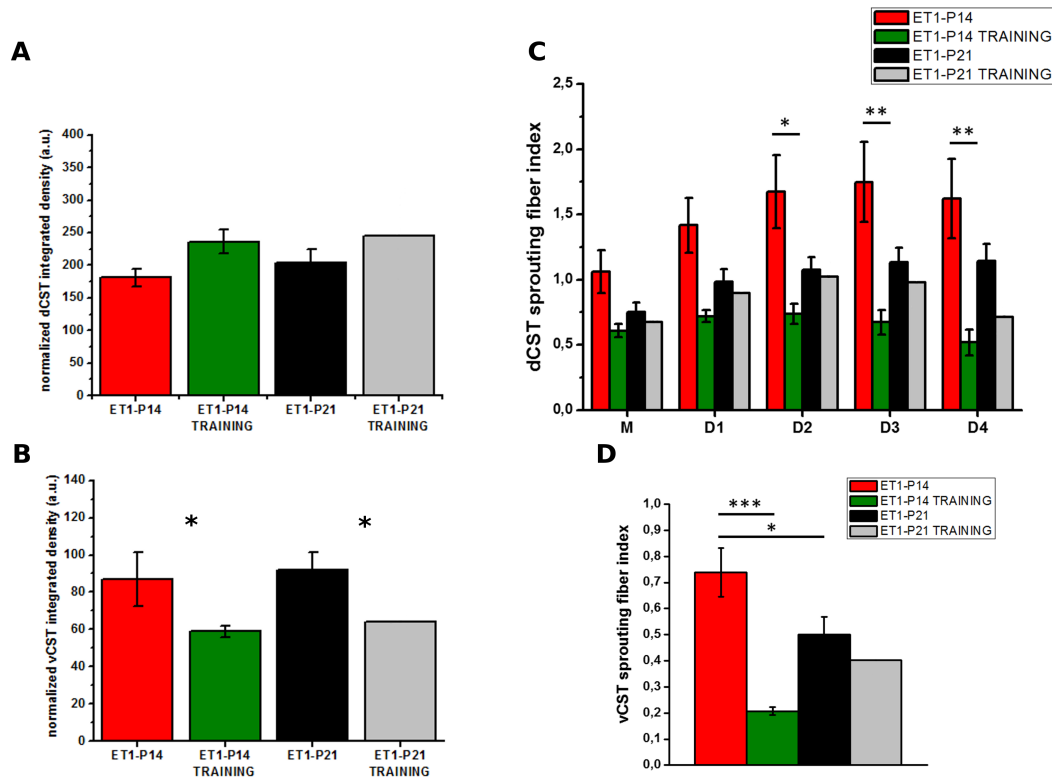 A
normalized dCST integrated density (a.u.)
400
350
300
250
200
150
100
50
0
ET1-P14
ET1-P14
TRAINING
ET1-P21
ET1-P21
TRAINING
B
normalized vCST integrated density (a.u.)
140
120
100
80
60
40
20
0
*
*
ET1-P14
ET1-P14
TRAINING
ET1-P21
ET1-P21
TRAINING
C
ET1-P14
ET1-P14 TRAINING
ET1-P21
ET1-P21 TRAINING
dCST sprouting fiber index
2,5
2,0
1,5
1,0
0,5
0,0
*
**
**
M
D1
D2
D3
D4
D
ET1-P14
ET1-P14 TRAINING
ET1-P21
ET1-P21 TRAINING
vCST sprouting fiber index
1,0
0,9
0,8
0,7
0,6
0,5
0,4
0,3
0,2
0,1
0,0
***
*